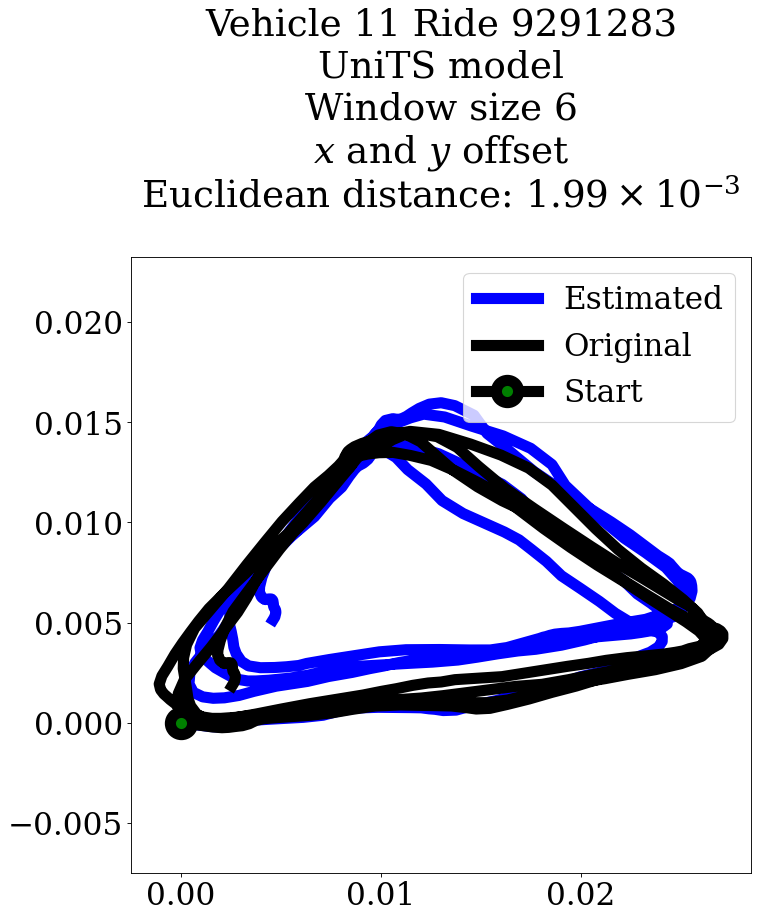 Vehicle 11 Ride 9291283
UniTS model
Window size 6
x and y offset
Euclidean distance: 1.99 × 10⁻³
Estimated
Original
Start
0.020
0.015
0.010
0.005
0.000
−0.005
0.00 0.01 0.02